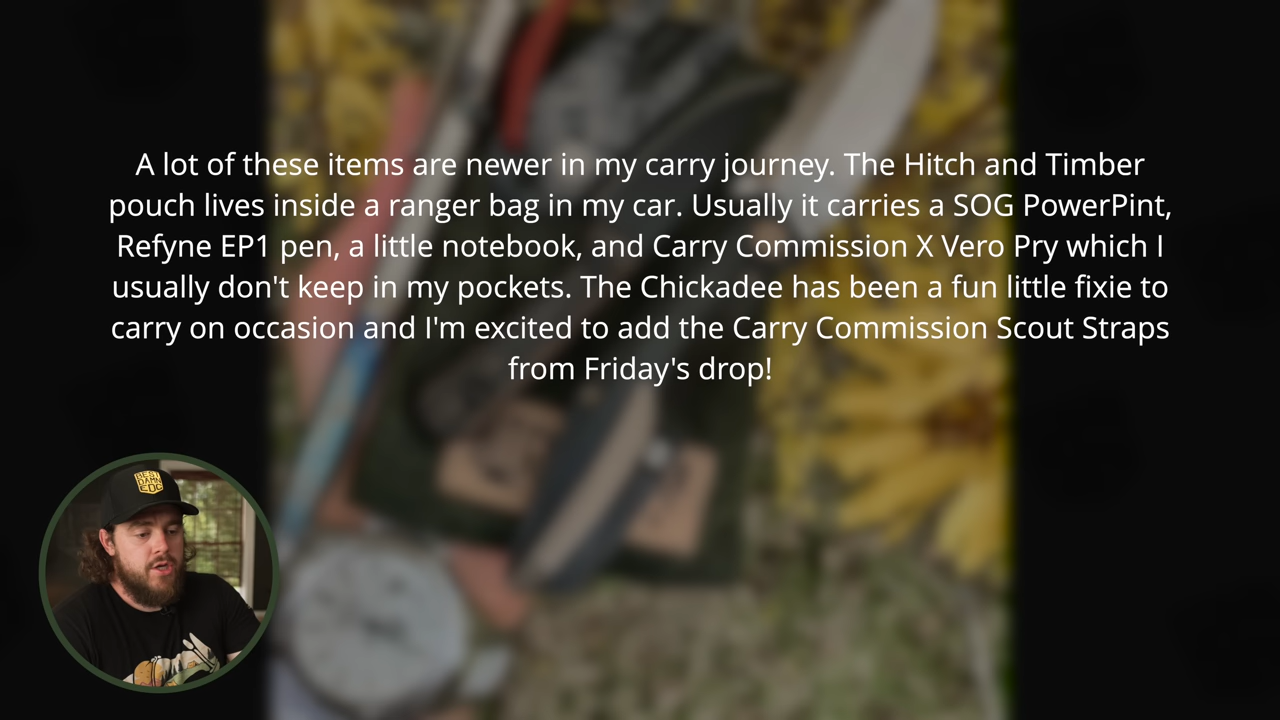 A lot of these items are newer in my carry journey. The Hitch and Timber
pouch lives inside a ranger bag in my car. Usually it carries a SOG PowerPint,
Refyne EP1 pen, a little notebook, and Carry Commission X Vero Pry which I
usually don't keep in my pockets. The Chickadee has been a fun little fixie to
carry on occasion and I'm excited to add the Carry Commission Scout Straps
from Friday's drop!
BEST
DAMN
EDC